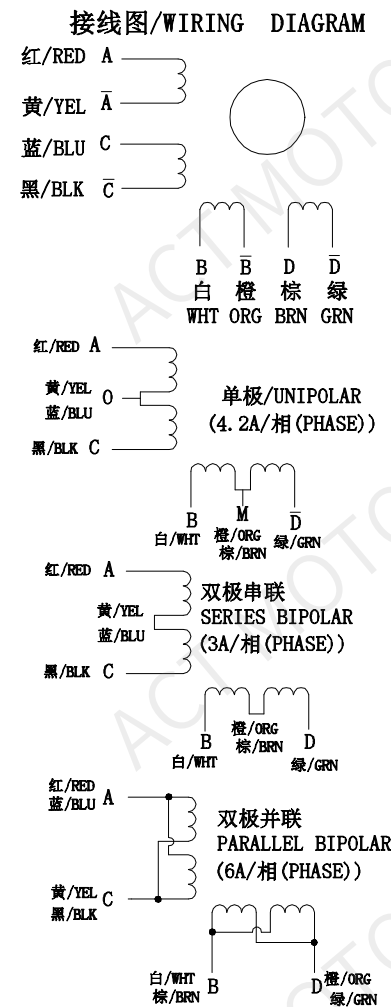 接线图/WIRING DIAGRAM
红/RED A
黄/YEL A̅
蓝/BLU C
黑/BLK C̅
B B̅ D D̅
白 橙 棕 绿
WHT ORG BRN GRN
红/RED A
黄/YEL
蓝/BLU O
黑/BLK C
单极/UNIPOLAR
(4.2A/相(PHASE))
B M D̅
白/WHT 橙/ORG 绿/GRN
棕/BRN
红/RED A
黄/YEL
蓝/BLU
黑/BLK C
双极串联
SERIES BIPOLAR
(3A/相(PHASE))
B 橙/ORG D
棕/BRN
白/WHT 绿/GRN
红/RED
蓝/BLU A
黄/YEL C
黑/BLK
双极并联
PARALLEL BIPOLAR
(6A/相(PHASE))
白/WHT B D 橙/ORG
棕/BRN 绿/GRN
ACT MOTO
ACT MOTO